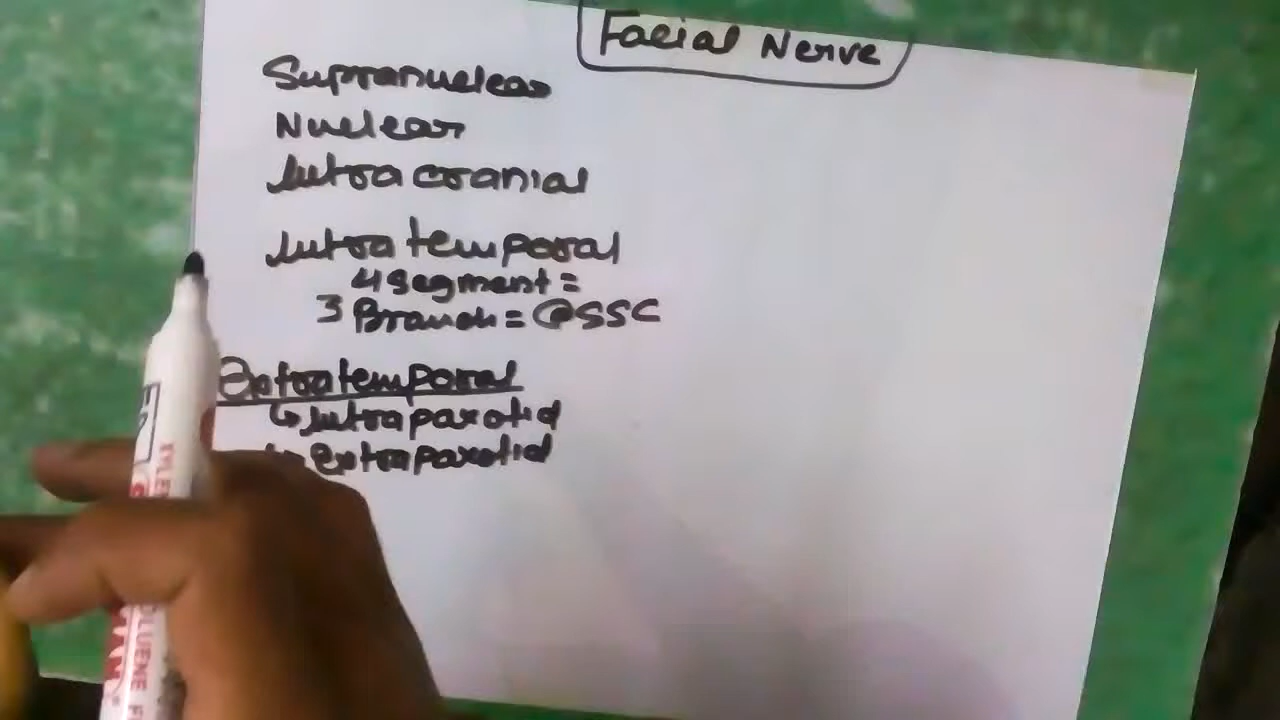 Facial Nerve
Supranuclear
Nuclear
Intracranial
Intratemporal
4 segment =
3 Branch = @SSC
Extratemporal
↳ Intraparotid
↳ extraparotid